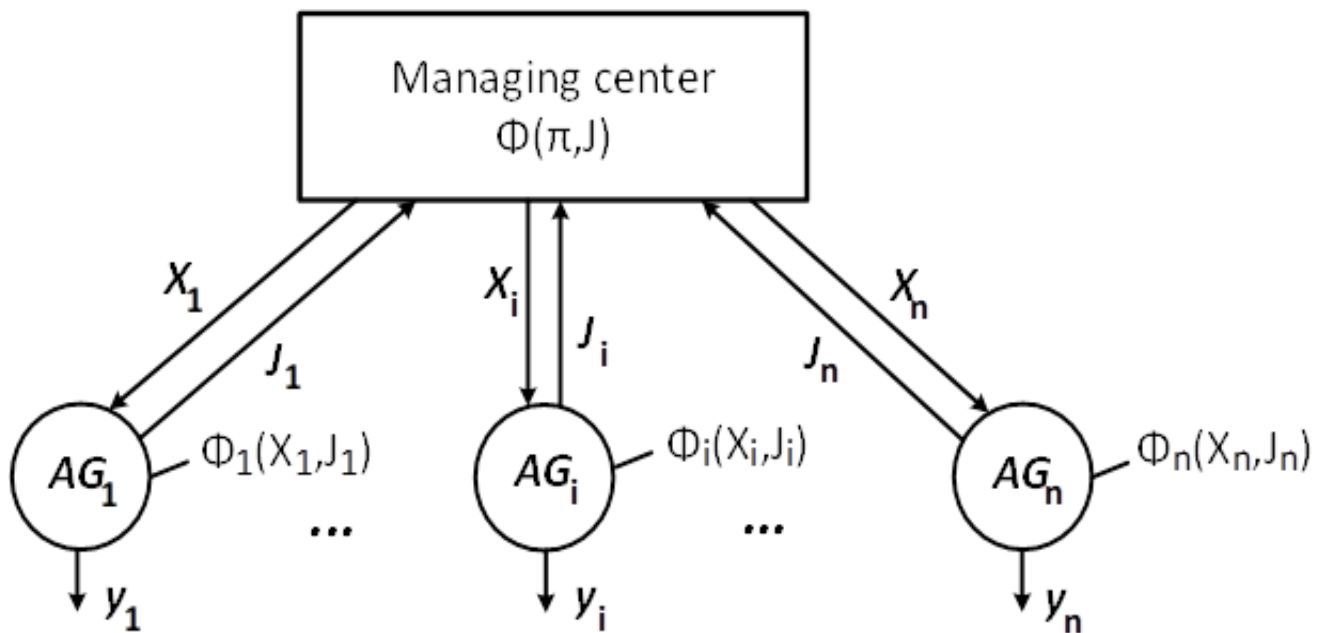 Managing center
Φ(π,J)
X₁
J₁
Xᵢ
Jᵢ
Jₙ
Xₙ
AG₁
Φ₁(X₁,J₁)
...
AGᵢ
Φᵢ(Xᵢ,Jᵢ)
...
AGₙ
Φₙ(Xₙ,Jₙ)
y₁
yᵢ
yₙ